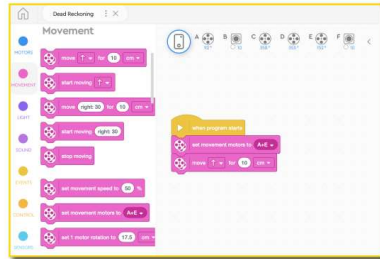 Dead Reckoning
Movement
A
B
C
D
E
F
MOTORS
MOVEMENT
LIGHT
SOUND
EVENTS
CONTROL
SENSORS
move ↑ for 10 cm
start moving ↑
move right: 30 for 10 cm
start moving right: 30
stop moving
set movement speed to 50 %
set movement motors to A+E
set 1 motor rotation to 17.5 cm
when program starts
set movement motors to A+E
move ↑ for 10 cm